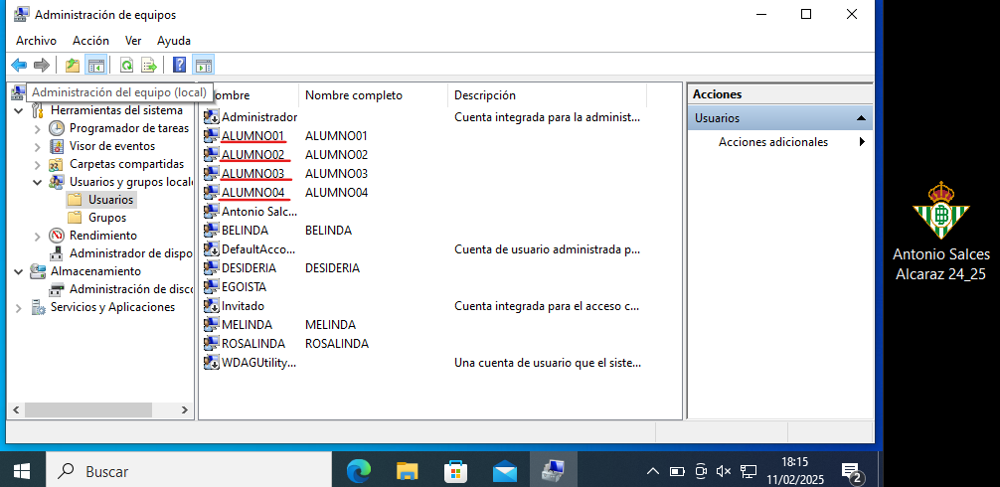 Administración de equipos
Archivo Acción Ver Ayuda
Administración del equipo (local)
Herramientas del sistema
Programador de tareas
Visor de eventos
Carpetas compartidas
Usuarios y grupos locale
Usuarios
Grupos
Rendimiento
Administrador de dispo
Almacenamiento
Administración de disco
Servicios y Aplicaciones
ombre Nombre completo Descripción
Administrador Cuenta integrada para la administ...
ALUMNO01 ALUMNO01
ALUMNO02 ALUMNO02
ALUMNO03 ALUMNO03
ALUMNO04 ALUMNO04
Antonio Salc...
BELINDA BELINDA
DefaultAcco... Cuenta de usuario administrada p...
DESIDERIA DESIDERIA
EGOISTA
Invitado Cuenta integrada para el acceso c...
MELINDA MELINDA
ROSALINDA ROSALINDA
WDAGUtility... Una cuenta de usuario que el siste...
Acciones
Usuarios
Acciones adicionales
Antonio Salces
Alcaraz 24_25
Buscar
18:15
11/02/2025
2